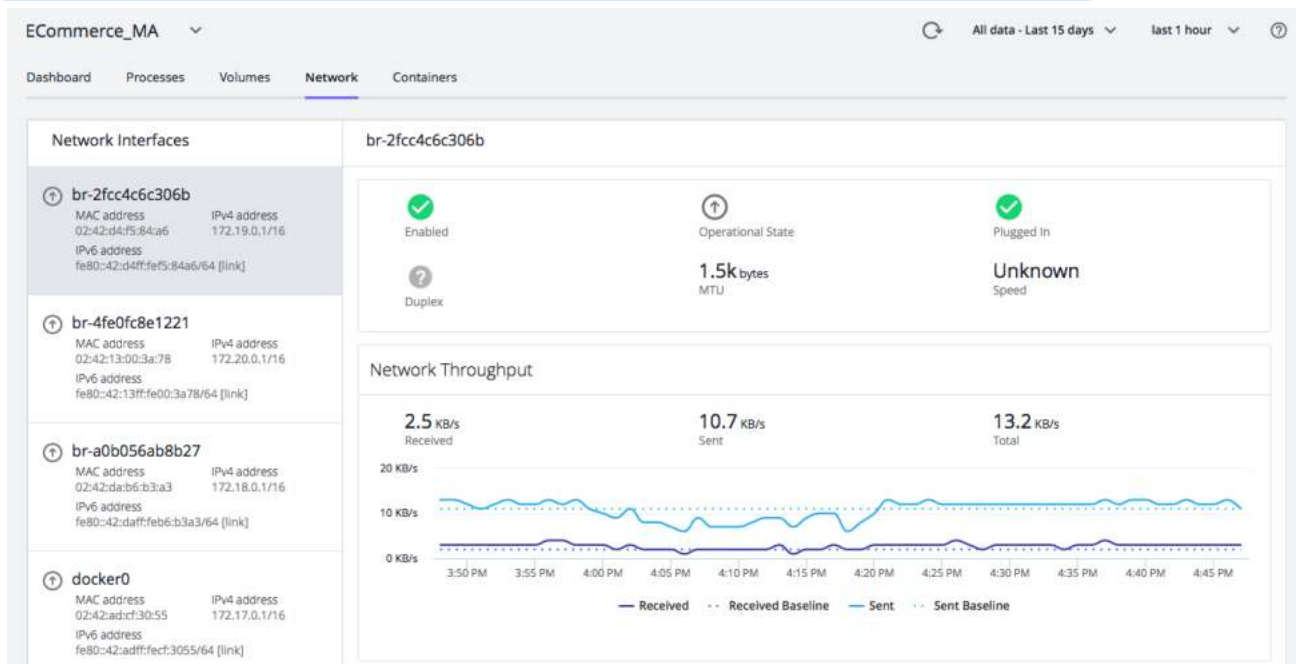 ECommerce_MA
All data - Last 15 days
last 1 hour
?
Dashboard Processes Volumes Network Containers
Network Interfaces
br-2fcc4c6c306b
MAC address IPv4 address
02:42:d4:f5:84:a6 172.19.0.1/16
IPv6 address
fe80::42:d4ff:fef5:84a6/64 [link]
br-4fe0fc8e1221
MAC address IPv4 address
02:42:13:00:3a:78 172.20.0.1/16
IPv6 address
fe80::42:13ff:fe00:3a78/64 [link]
br-a0b056ab8b27
MAC address IPv4 address
02:42:da:b6:b3:a3 172.18.0.1/16
IPv6 address
fe80::42:daff:feb6:b3a3/64 [link]
docker0
MAC address IPv4 address
02:42:ad:cf:30:55 172.17.0.1/16
IPv6 address
fe80::42:adff:fecf:3055/64 [link]
br-2fcc4c6c306b
Enabled
Operational State
Plugged In
?
Duplex
1.5k bytes
MTU
Unknown
Speed
Network Throughput
2.5 KB/s
Received
10.7 KB/s
Sent
13.2 KB/s
Total
20 KB/s
10 KB/s
0 KB/s
3:50 PM 3:55 PM 4:00 PM 4:05 PM 4:10 PM 4:15 PM 4:20 PM 4:25 PM 4:30 PM 4:35 PM 4:40 PM 4:45 PM
Received Received Baseline Sent Sent Baseline